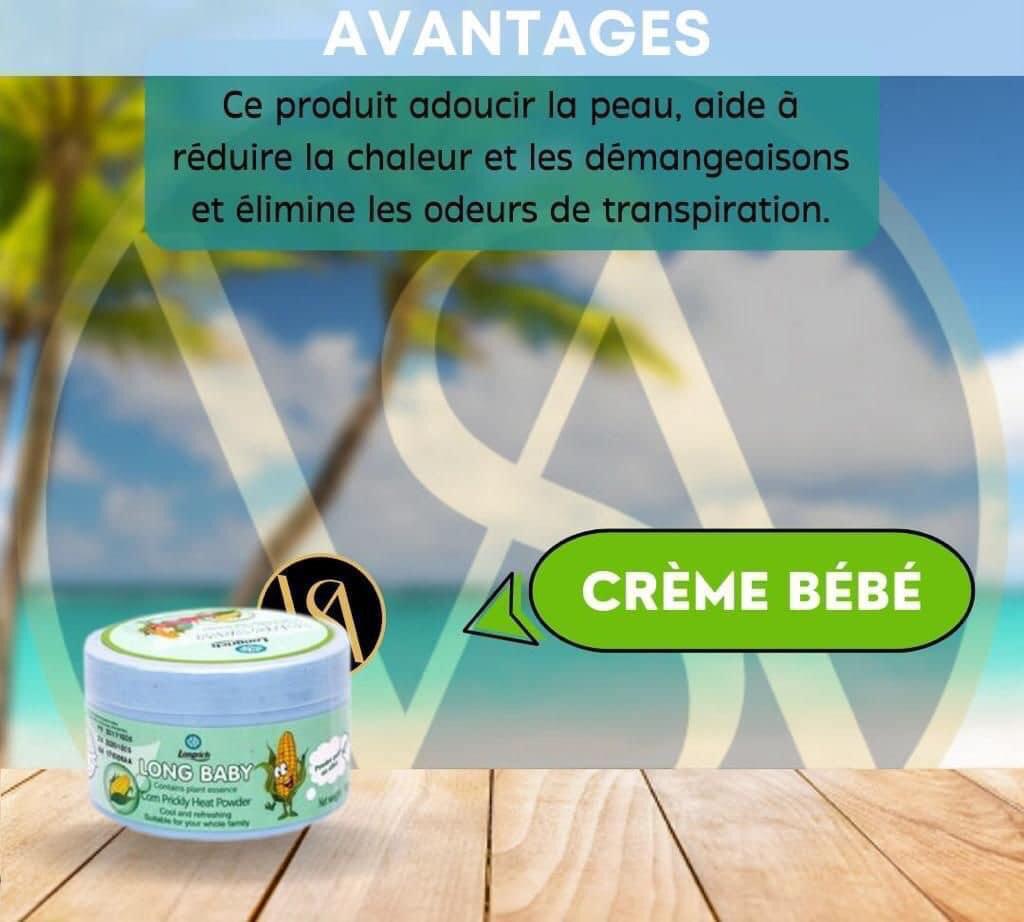 AVANTAGES
Ce produit adoucir la peau, aide à
réduire la chaleur et les démangeaisons
et élimine les odeurs de transpiration.
CRÈME BÉBÉ
Longrich
Longrich
LONG BABY
Contains plant essence
Corn Prickly Heat Powder
Cool and refreshing
Suitable for your whole family